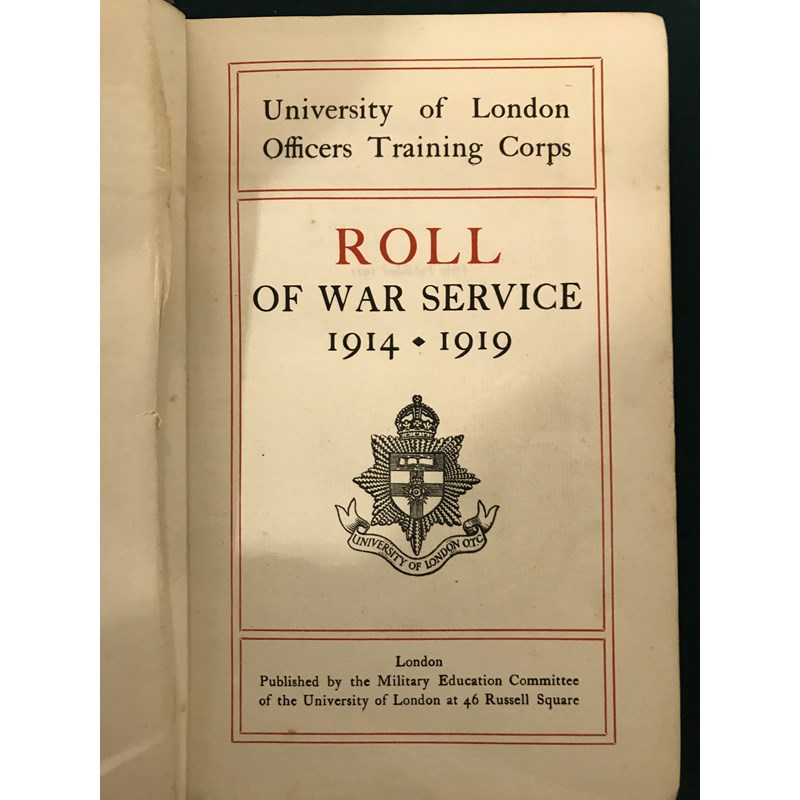 University of London
Officers Training Corps
ROLL
OF WAR SERVICE
1914 ◆ 1919
UNIVERSITY OF LONDON O.T.C
London
Published by the Military Education Committee
of the University of London at 46 Russell Square